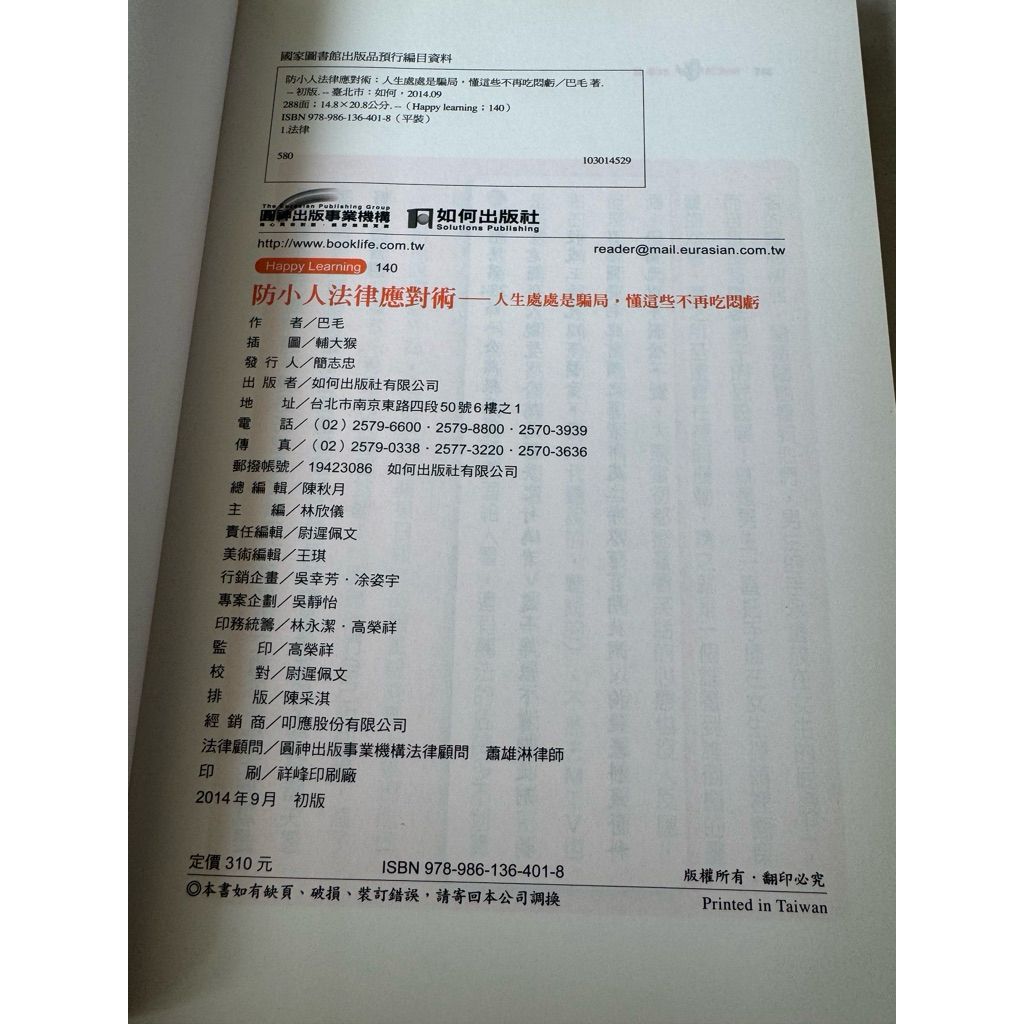 國家圖書館出版品預行編目資料
防小人法律應對術：人生處處是騙局，懂這些不再吃悶虧／巴毛 著.
-- 初版. -- 臺北市：如何，2014.09
288面；14.8×20.8公分. --（Happy learning；140）
ISBN 978-986-136-401-8（平裝）
1.法律
580 103014529
The Eurasian Publishing Group
圓神出版事業機構 如何出版社
Solutions Publishing
http://www.booklife.com.tw reader@mail.eurasian.com.tw
Happy Learning 140
防小人法律應對術——人生處處是騙局，懂這些不再吃悶虧
作 者／巴毛
插 圖／輔大猴
發 行 人／簡志忠
出 版 者／如何出版社有限公司
地 址／台北市南京東路四段50號6樓之1
電 話／（02）2579-6600．2579-8800．2570-3939
傳 真／（02）2579-0338．2577-3220．2570-3636
郵撥帳號／19423086 如何出版社有限公司
總 編 輯／陳秋月
主 編／林欣儀
責任編輯／尉遲佩文
美術編輯／王琪
行銷企畫／吳幸芳．凃姿宇
專案企劃／吳靜怡
印務統籌／林永潔．高榮祥
監 印／高榮祥
校 對／尉遲佩文
排 版／陳采淇
經 銷 商／叩應股份有限公司
法律顧問／圓神出版事業機構法律顧問 蕭雄淋律師
印 刷／祥峰印刷廠
2014年9月 初版
定價 310 元 ISBN 978-986-136-401-8 版權所有．翻印必究
◎本書如有缺頁、破損、裝訂錯誤，請寄回本公司調換 Printed in Taiwan